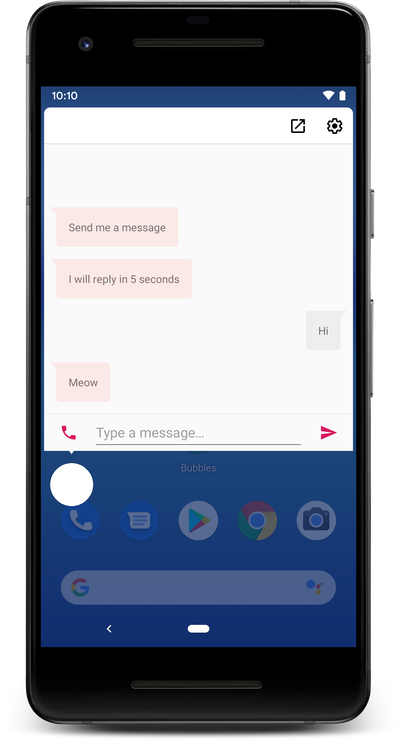 10:10
Send me a message
I will reply in 5 seconds
Hi
Meow
Type a message...
Bubbles